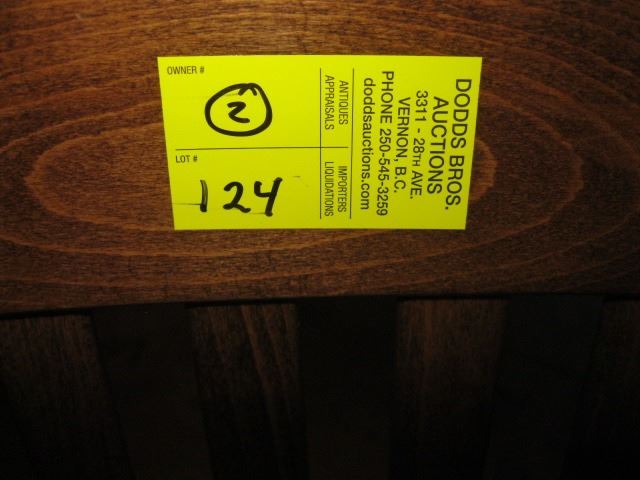 DODDS BROS.
AUCTIONS
3311 - 28TH AVE.
VERNON, B.C.
PHONE 250-545-3259
doddsauctions.com
ANTIQUES
APPRAISALS
IMPORTERS
LIQUIDATIONS
OWNER #
2
LOT #
124